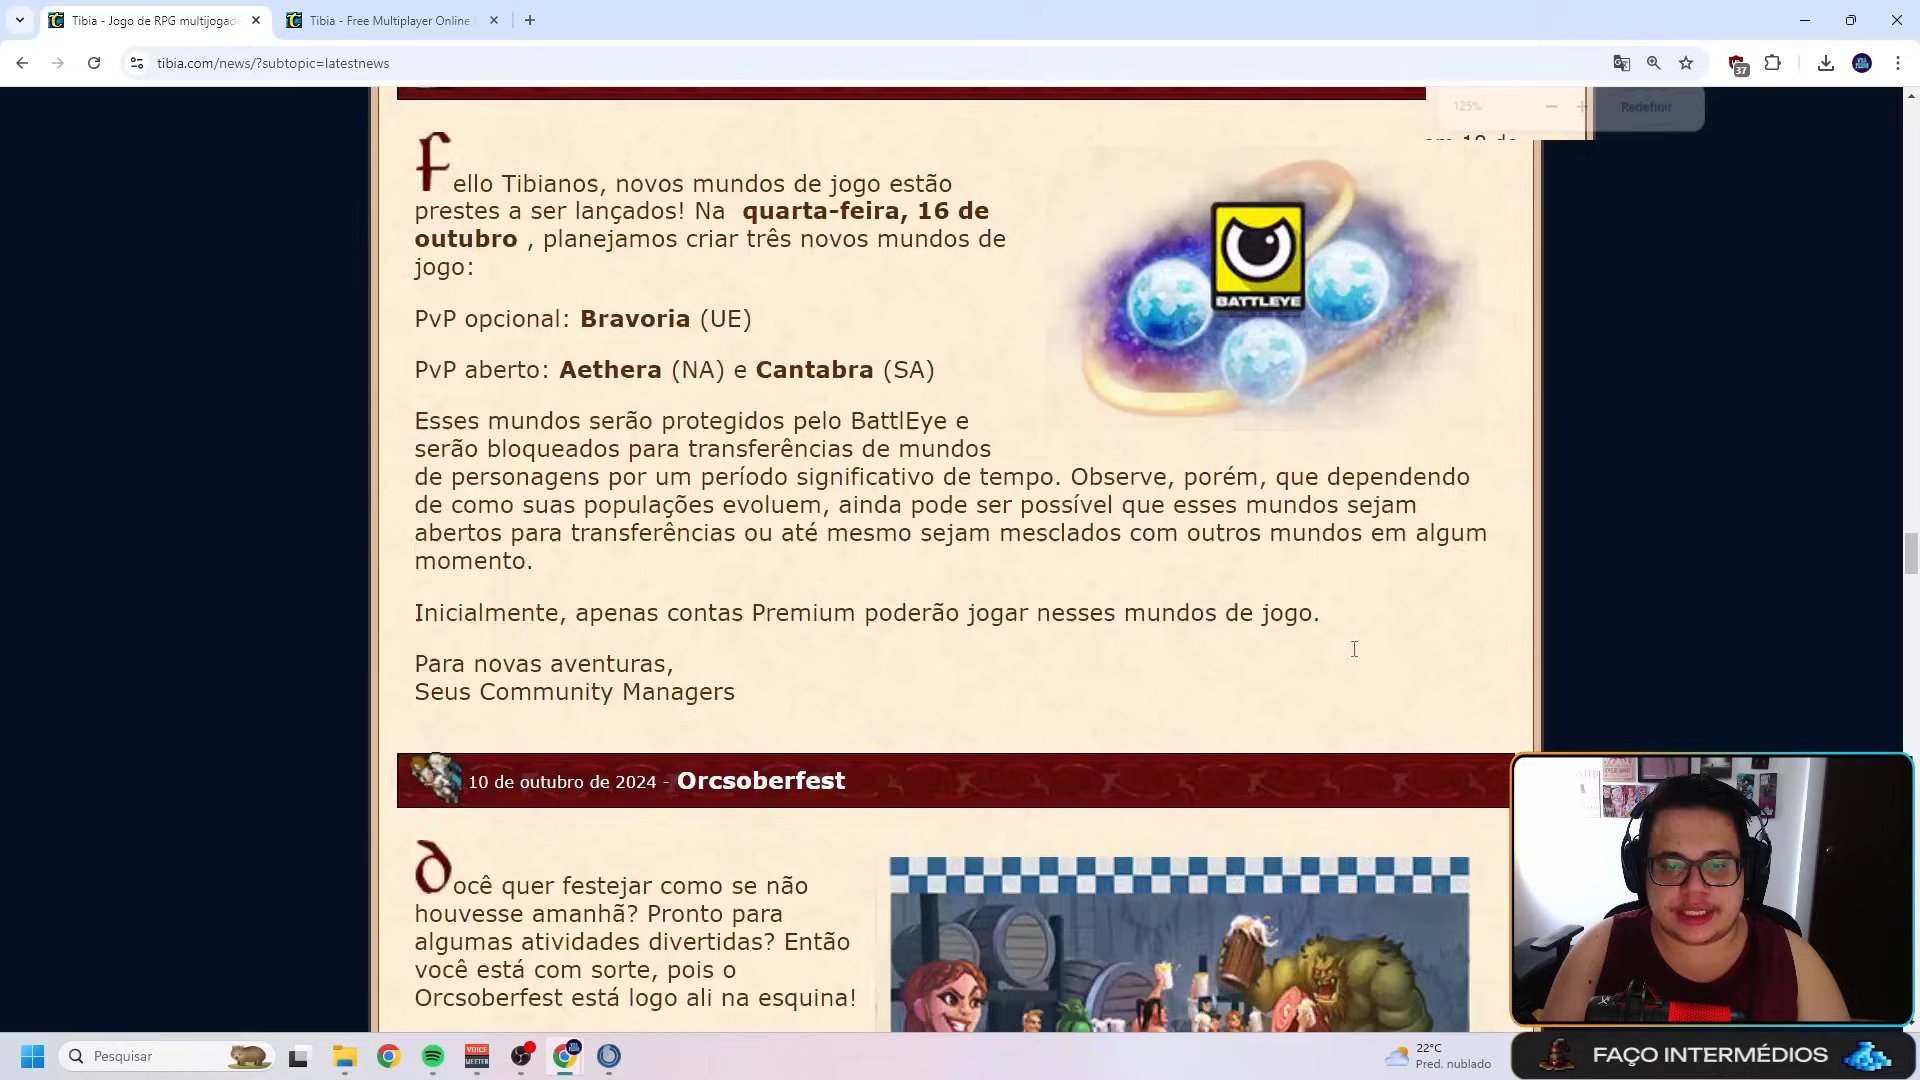 Tibia - Jogo de RPG multijogad
Tibia - Free Multiplayer Online
tibia.com/news/?subtopic=latestnews
37
125%
Redefinir
fello Tibianos, novos mundos de jogo estão
prestes a ser lançados! Na quarta-feira, 16 de
outubro , planejamos criar três novos mundos de
jogo:
BATTLEYE
PvP opcional: Bravoria (UE)
PvP aberto: Aethera (NA) e Cantabra (SA)
Esses mundos serão protegidos pelo BattlEye e
serão bloqueados para transferências de mundos
de personagens por um período significativo de tempo. Observe, porém, que dependendo
de como suas populações evoluem, ainda pode ser possível que esses mundos sejam
abertos para transferências ou até mesmo sejam mesclados com outros mundos em algum
momento.
Inicialmente, apenas contas Premium poderão jogar nesses mundos de jogo.
Para novas aventuras,
Seus Community Managers
10 de outubro de 2024 - Orcsoberfest
docê quer festejar como se não
houvesse amanhã? Pronto para
algumas atividades divertidas? Então
você está com sorte, pois o
Orcsoberfest está logo ali na esquina!
Pesquisar
VOICE
MEETER
22°C
Pred. nublado
FAÇO INTERMÉDIOS